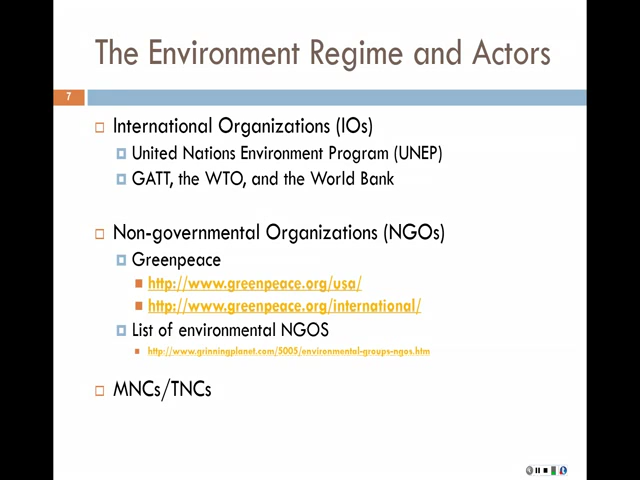 The Environment Regime and Actors
7
International Organizations (IOs)
United Nations Environment Program (UNEP)
GATT, the WTO, and the World Bank
Non-governmental Organizations (NGOs)
Greenpeace
http://www.greenpeace.org/usa/
http://www.greenpeace.org/international/
List of environmental NGOS
http://www.grinningplanet.com/5005/environmental-groups-ngos.htm
MNCs/TNCs